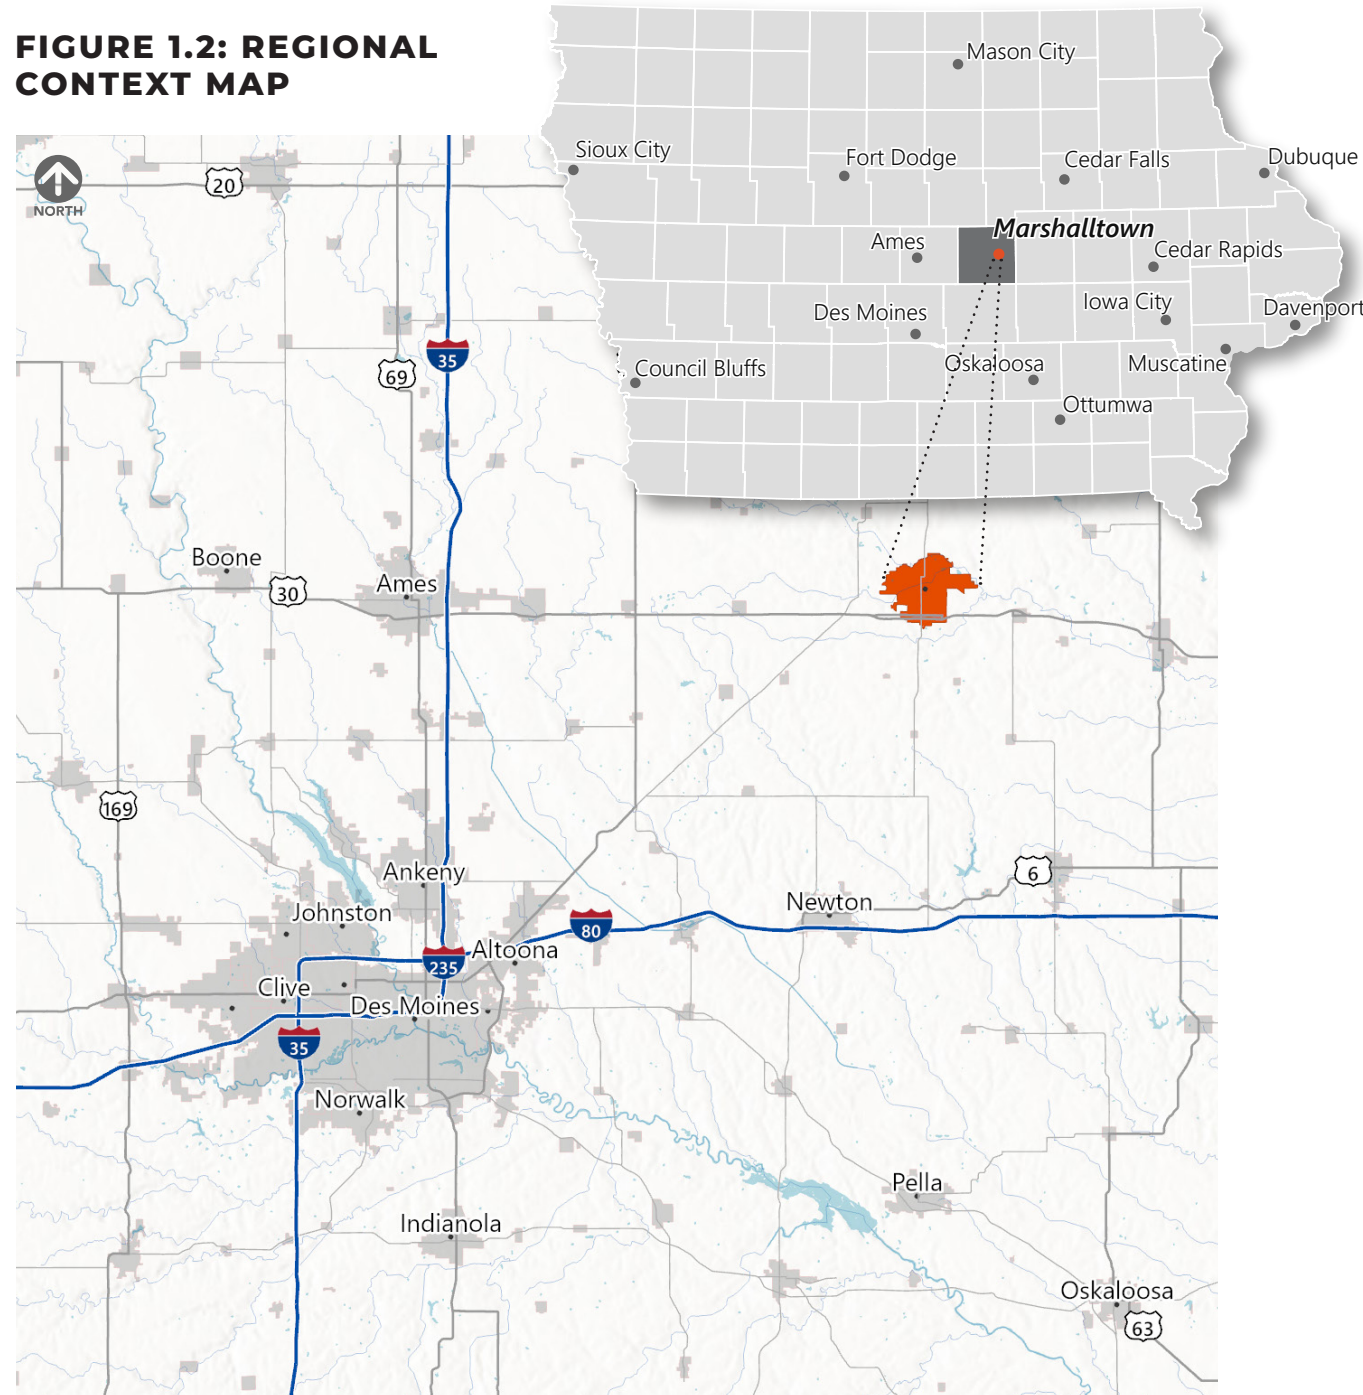 FIGURE 1.2: REGIONAL
CONTEXT MAP
NORTH
Mason City
Sioux City
Fort Dodge
Cedar Falls
Dubuque
Marshalltown
Ames
Cedar Rapids
Des Moines
Iowa City
Davenport
Council Bluffs
Oskaloosa
Muscatine
Ottumwa
20
35
69
Boone
30
Ames
169
Ankeny
6
Newton
Johnston
80
Altoona
235
Clive
Des Moines
35
Norwalk
Pella
Indianola
Oskaloosa
63